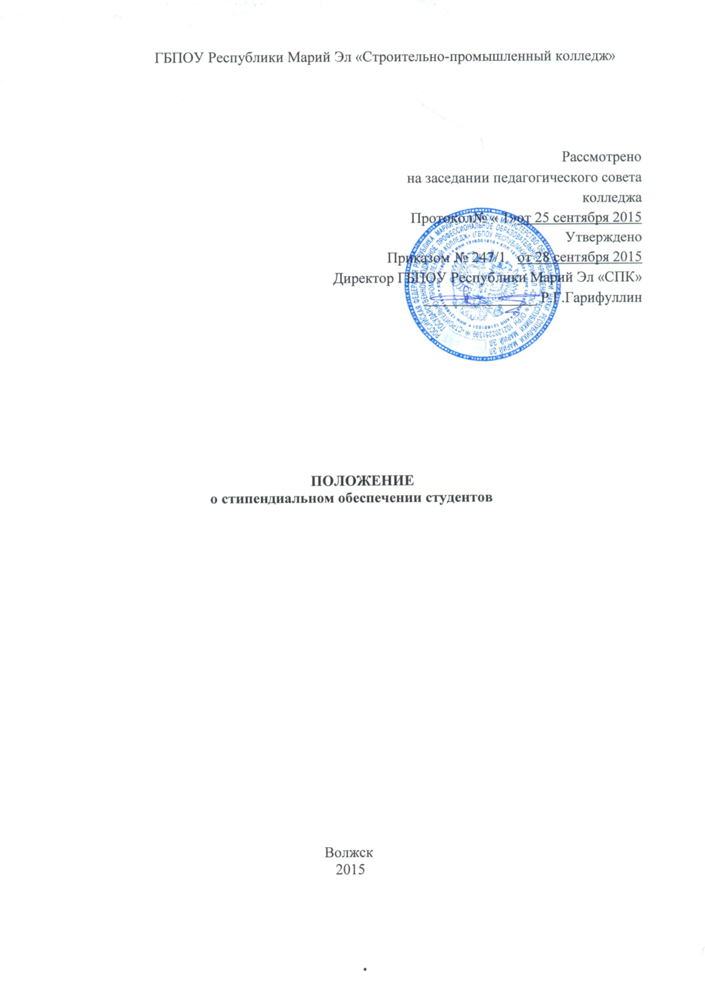 ГБПОУ Республики Марий Эл «Строительно-промышленный колледж»
Рассмотрено
на заседании педагогического совета
колледжа
Протокол№ « 1»от 25 сентября 2015
Утверждено
Приказом № 247/1 от 28 сентября 2015
Директор ГБПОУ Республики Марий Эл «СПК»
Р.Г.Гарифуллин
ПОЛОЖЕНИЕ
о стипендиальном обеспечении студентов
Волжск
2015